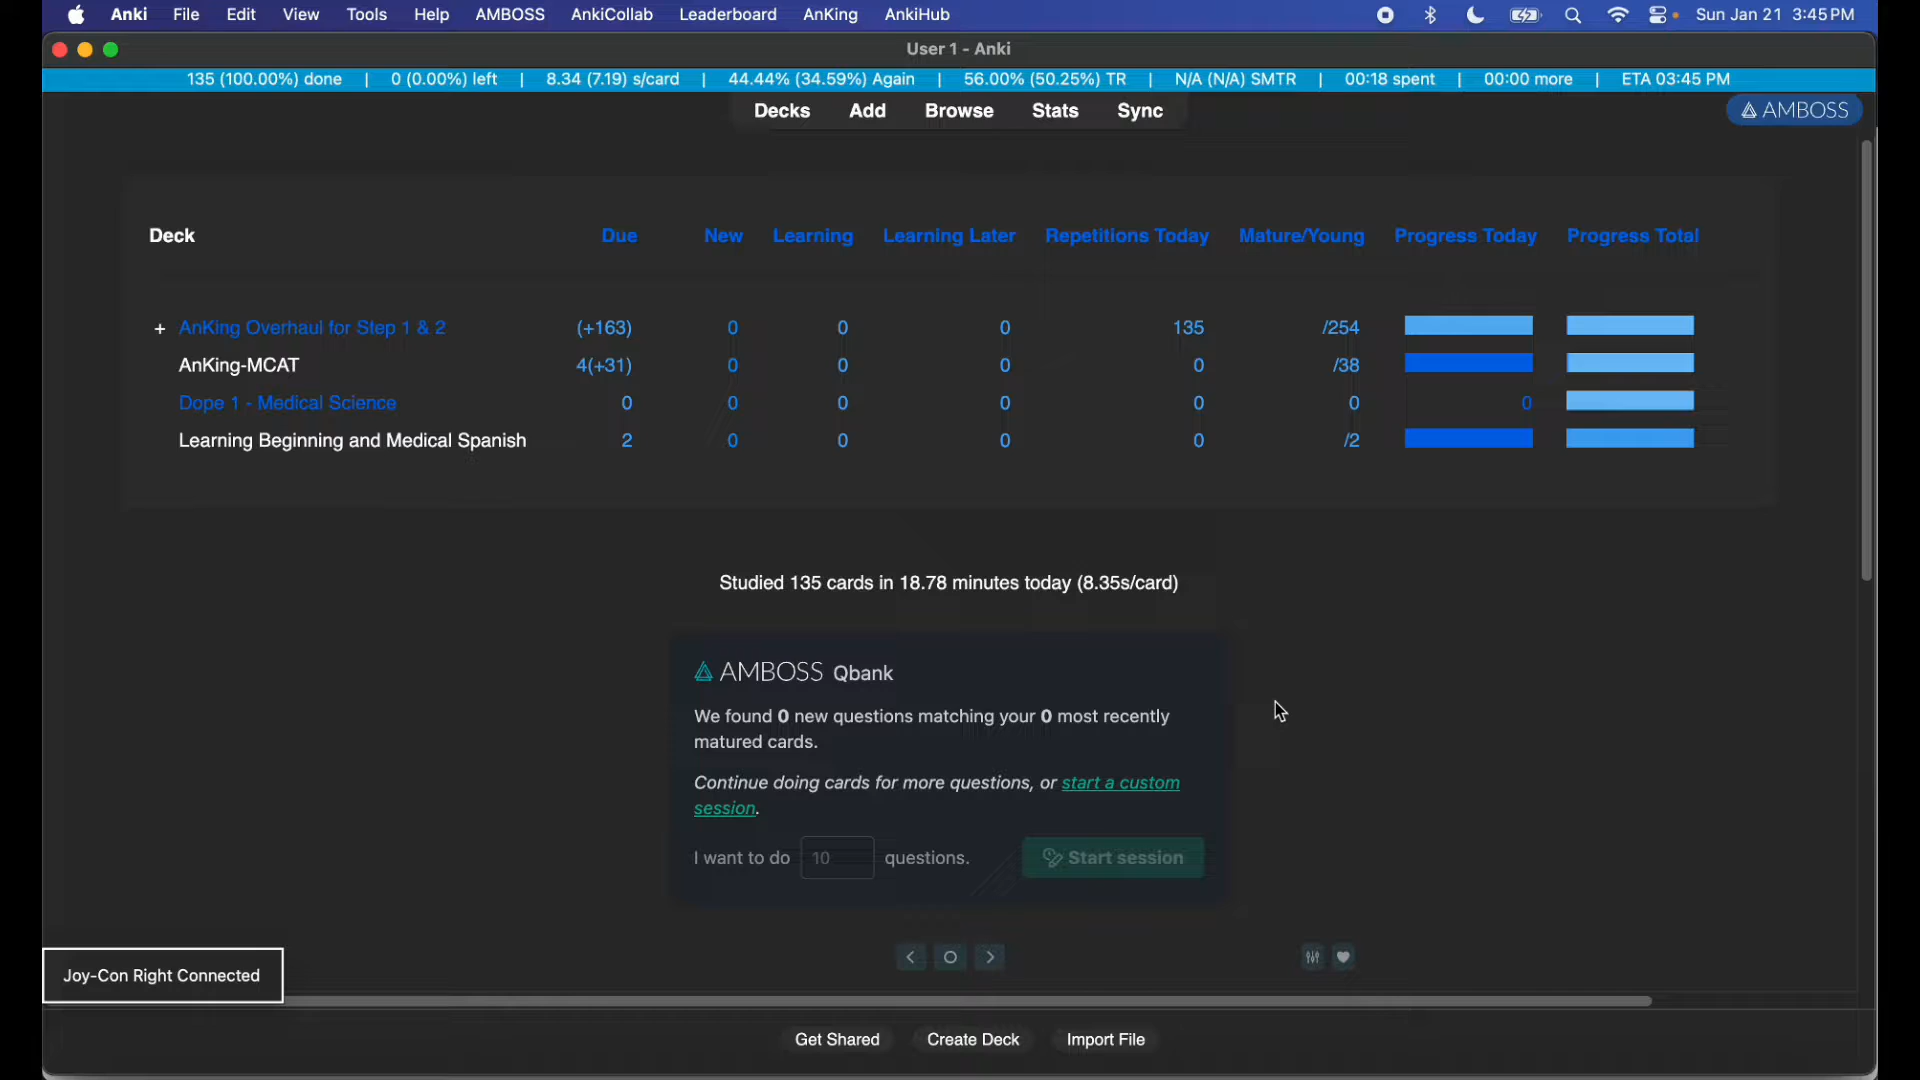 Anki File Edit View Tools Help AMBOSS AnkiCollab Leaderboard AnKing AnkiHub Sun Jan 21 3:45 PM
User 1 - Anki
135 (100.00%) done | 0 (0.00%) left | 8.34 (7.19) s/card | 44.44% (34.59%) Again | 56.00% (50.25%) TR | N/A (N/A) SMTR | 00:18 spent | 00:00 more | ETA 03:45 PM
Decks Add Browse Stats Sync AMBOSS
Deck Due New Learning Learning Later Repetitions Today Mature/Young Progress Today Progress Total
+ AnKing Overhaul for Step 1 & 2 (+163) 0 0 0 135 /254
AnKing-MCAT 4(+31) 0 0 0 0 /38
Dope 1 - Medical Science 0 0 0 0 0 0 0
Learning Beginning and Medical Spanish 2 0 0 0 0 /2
Studied 135 cards in 18.78 minutes today (8.35s/card)
AMBOSS Qbank
We found 0 new questions matching your 0 most recently
matured cards.
Continue doing cards for more questions, or start a custom
session.
I want to do 10 questions. Start session
Joy-Con Right Connected
Get Shared Create Deck Import File